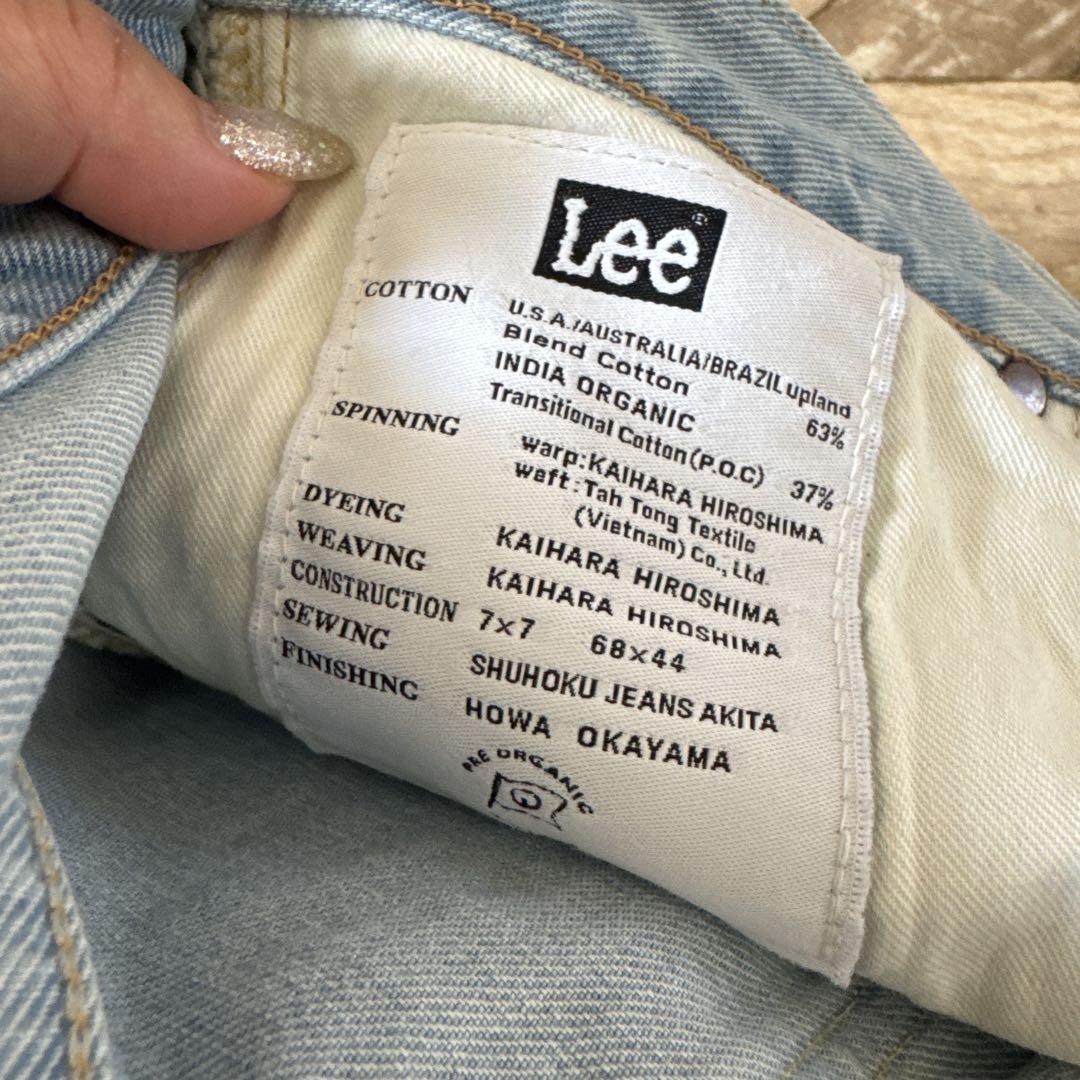 Lee®
COTTON U.S.A./AUSTRALIA/BRAZIL upland
Blend Cotton 63%
INDIA ORGANIC
Transitional Cotton(P.O.C) 37%
SPINNING warp:KAIHARA HIROSHIMA
weft:Tah Tong Textile
(Vietnam) Co., Ltd.
DYEING KAIHARA HIROSHIMA
WEAVING KAIHARA HIROSHIMA
CONSTRUCTION 7×7 68×44
SEWING SHUHOKU JEANS AKITA
FINISHING HOWA OKAYAMA
PRE ORGANIC